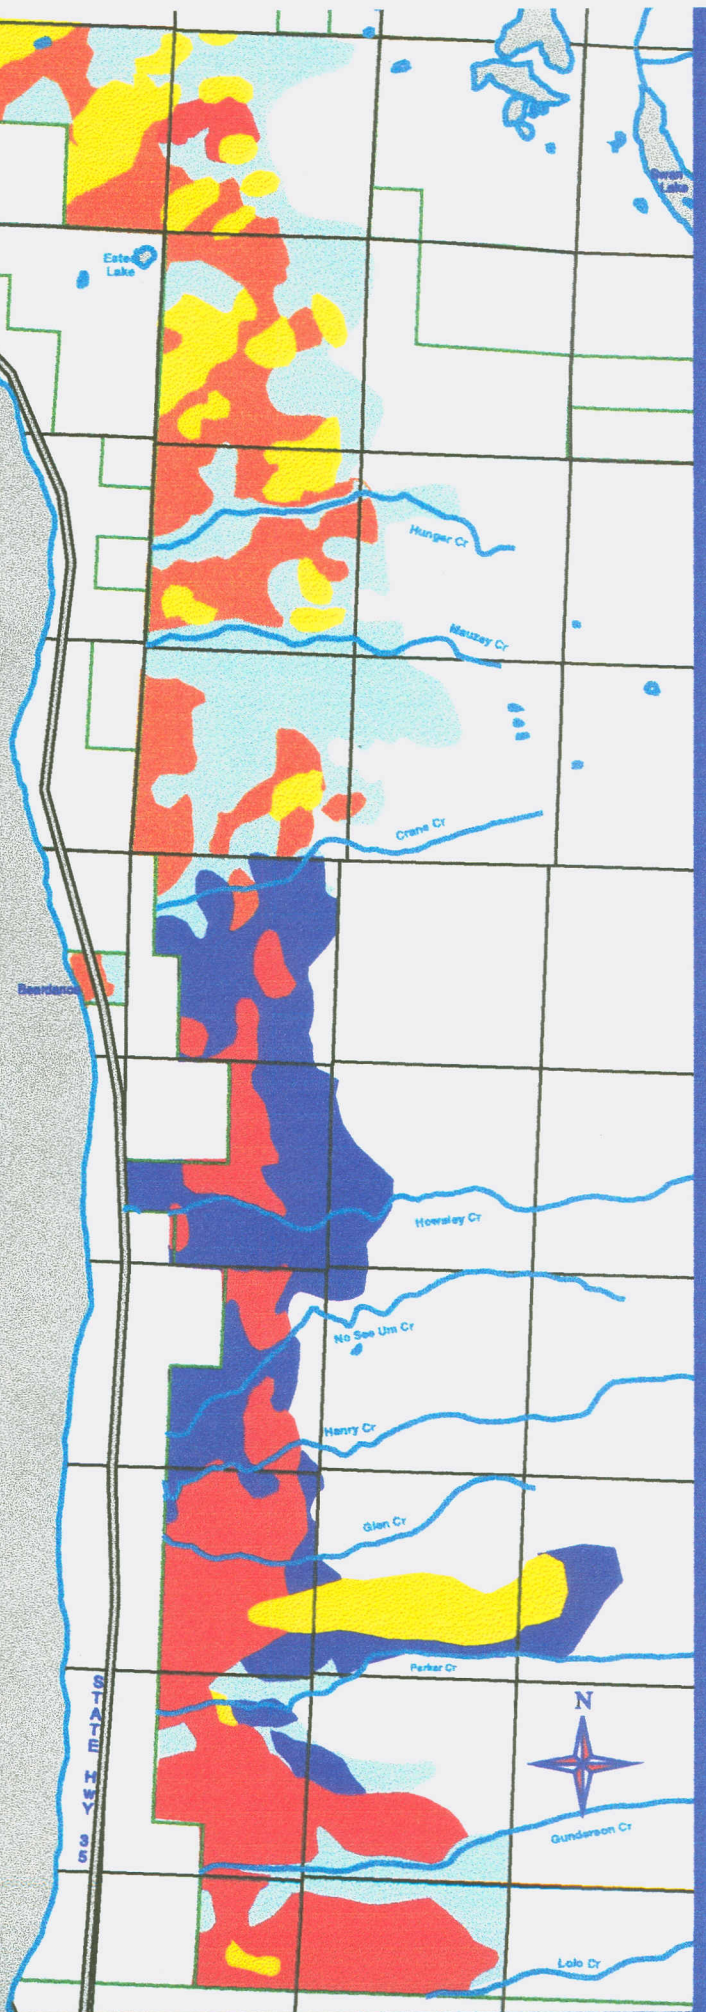 Swan
Lake
Estes
Lake
Hunger Cr
Mauzey Cr
Crane Cr
Beardance
Howsley Cr
No See Um Cr
Henry Cr
Glen Cr
Parker Cr
STATE HWY 35
N
Gunderson Cr
Lolo Cr